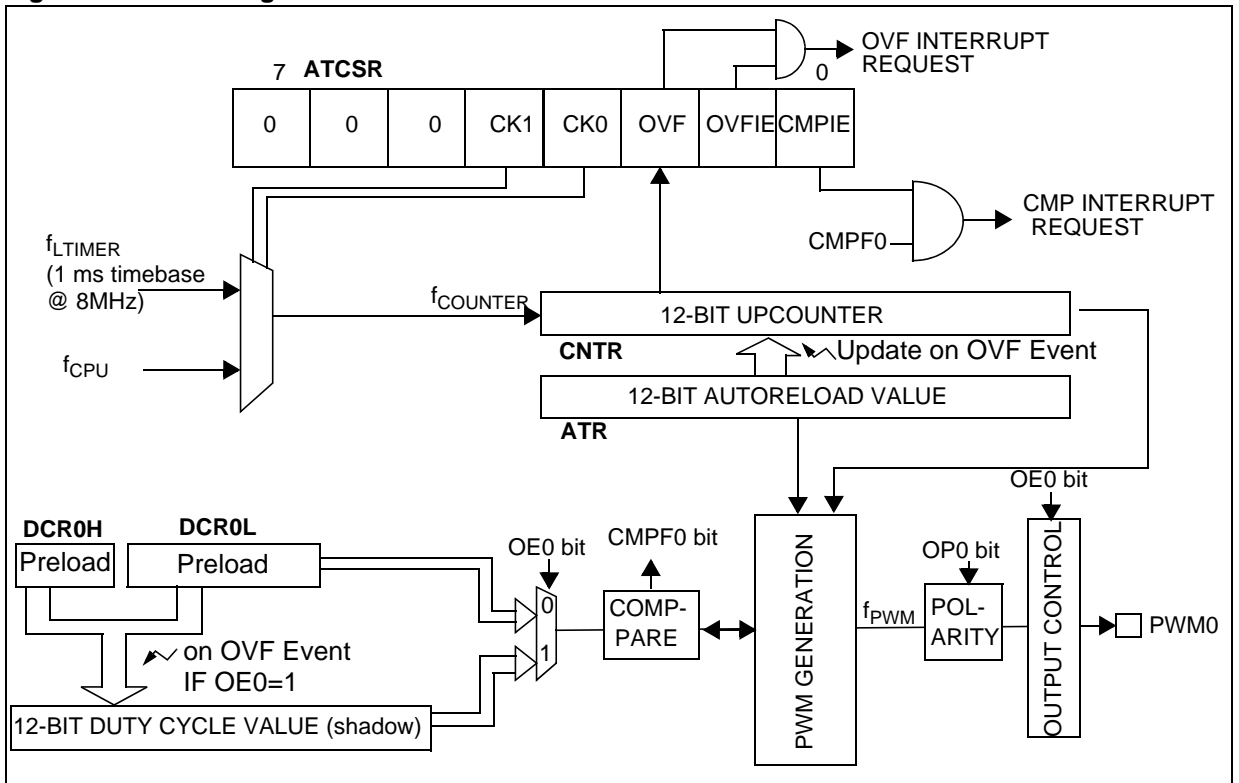 7 ATCSR 0
OVF INTERRUPT
REQUEST
0 0 0 CK1 CK0 OVF OVFIE CMPIE
CMP INTERRUPT
REQUEST
CMPF0
fLTIMER
(1 ms timebase
@ 8MHz)
fCOUNTER
12-BIT UPCOUNTER
CNTR
Update on OVF Event
fCPU
12-BIT AUTORELOAD VALUE
ATR
OE0 bit
DCR0H DCR0L
Preload Preload
OE0 bit
CMPF0 bit
OP0 bit
0
1
COMP-
PARE
PWM GENERATION
fPWM
POL-
ARITY
OUTPUT CONTROL
PWM0
on OVF Event
IF OE0=1
12-BIT DUTY CYCLE VALUE (shadow)